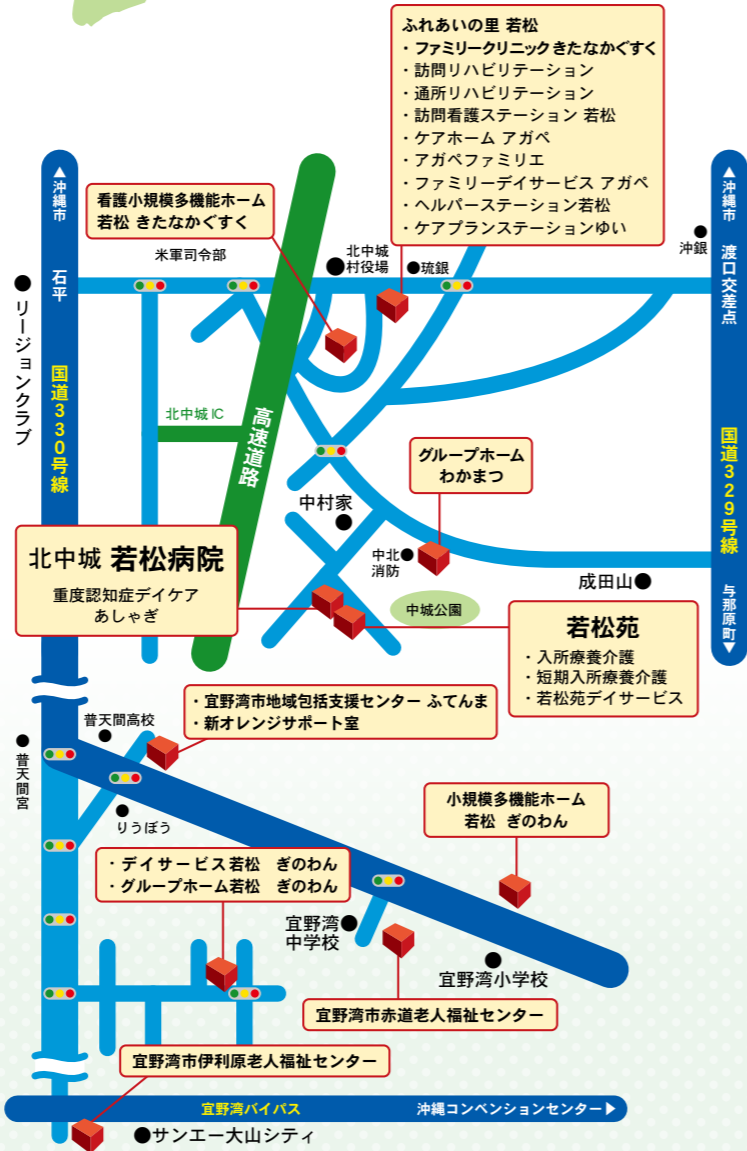 ふれあいの里 若松
・ファミリークリニックきたなかぐすく
・訪問リハビリテーション
・通所リハビリテーション
・訪問看護ステーション 若松
・ケアホーム アガペ
・アガペファミリエ
・ファミリーデイサービス アガペ
・ヘルパーステーション若松
・ケアプランステーションゆい
▲沖縄市
石平
国道330号線
リージョンクラブ
看護小規模多機能ホーム
若松 きたなかぐすく
米軍司令部
北中城
村役場
琉銀
▲沖縄市
沖銀
渡口交差点
国道329号線
与那原町▼
北中城IC
高速道路
グループホーム
わかまつ
中村家
中北
消防
成田山
北中城 若松病院
重度認知症デイケア
あしゃぎ
中城公園
若松苑
・入所療養介護
・短期入所療養介護
・若松苑デイサービス
・宜野湾市地域包括支援センター ふてんま
・新オレンジサポート室
普天間高校
普天間宮
りうぼう
小規模多機能ホーム
若松 ぎのわん
・デイサービス若松 ぎのわん
・グループホーム若松 ぎのわん
宜野湾
中学校
宜野湾小学校
宜野湾市赤道老人福祉センター
宜野湾市伊利原老人福祉センター
宜野湾バイパス
沖縄コンベンションセンター▶
サンエー大山シティ